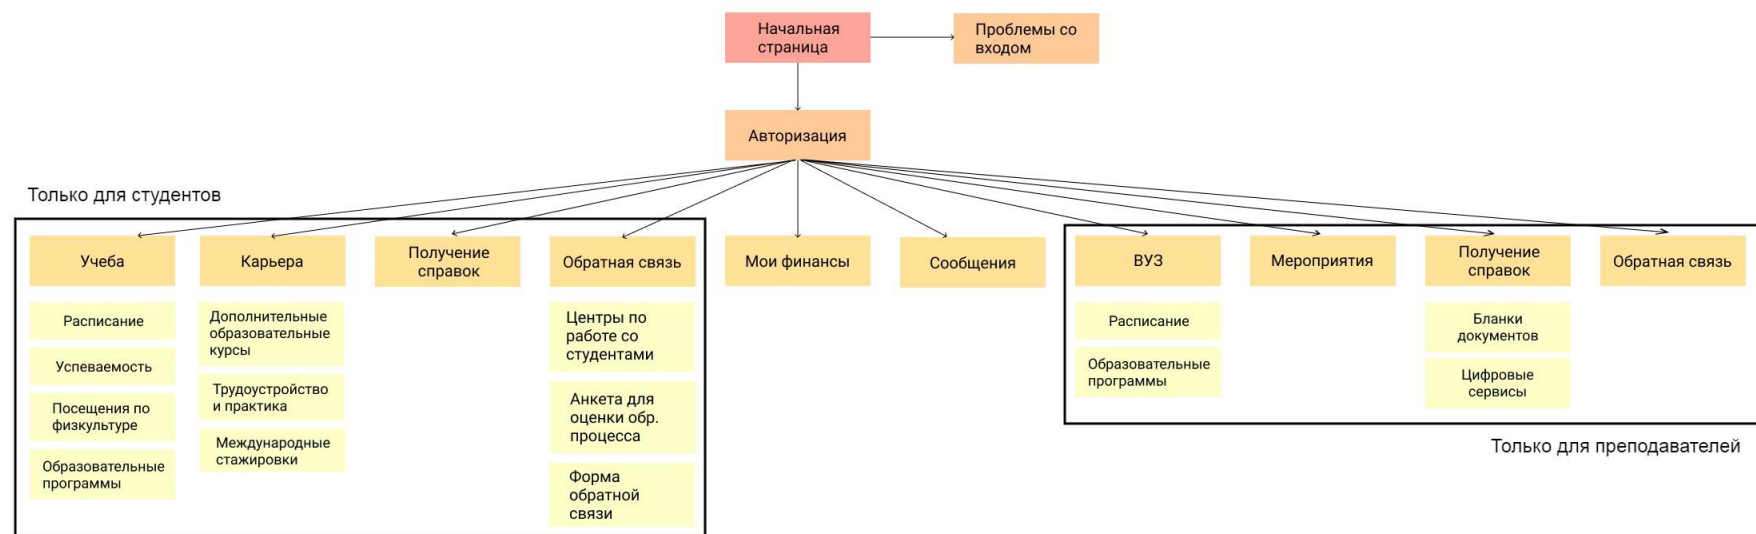 Начальная
страница
Проблемы со
входом
Авторизация
Только для студентов
Учеба
Расписание
Успеваемость
Посещения по
физкультуре
Образовательные
программы
Карьера
Дополнительные
образовательные
курсы
Трудоустройство
и практика
Международные
стажировки
Получение
справок
Обратная связь
Центры по
работе со
студентами
Анкета для
оценки обр.
процесса
Форма
обратной
связи
Мои финансы
Сообщения
ВУЗ
Расписание
Образовательные
программы
Мероприятия
Получение
справок
Бланки
документов
Цифровые
сервисы
Обратная связь
Только для преподавателей